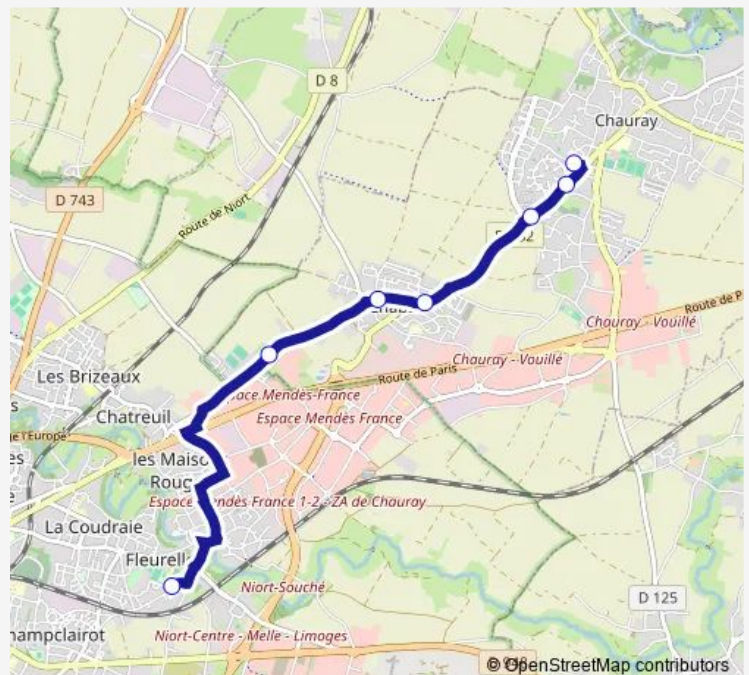 D 8
Chauray
D 743
Route de Niort
Chauray - Vouillé
Route de P
Chauray - Vouillé
Route de Paris
Les Brizeaux
ace Mendès-France
Espace Mendès France
Chatreuil
e l'Europe
les Maiso
Roug
Espace Mendès France 1-2 - ZA de Chauray
La Coudraie
Fleurell
Niort-Souché
D 125
hampclairot
Niort-Centre - Melle - Limoges
© OpenStreetMap contributors